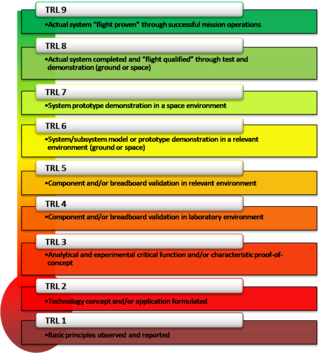 TRL 9
•Actual system "flight proven" through successful mission operations
TRL 8
•Actual system completed and "flight qualified" through test and
demonstration (ground or space)
TRL 7
•System prototype demonstration in a space environment
TRL 6
•System/subsystem model or prototype demonstration in a relevant
environment (ground or space)
TRL 5
•Component and/or breadboard validation in relevant environment
TRL 4
•Component and/or breadboard validation in laboratory environment
TRL 3
•Analytical and experimental critical function and/or characteristic proof-of-
concept
TRL 2
•Technology concept and/or application formulated
TRL 1
•Basic principles observed and reported